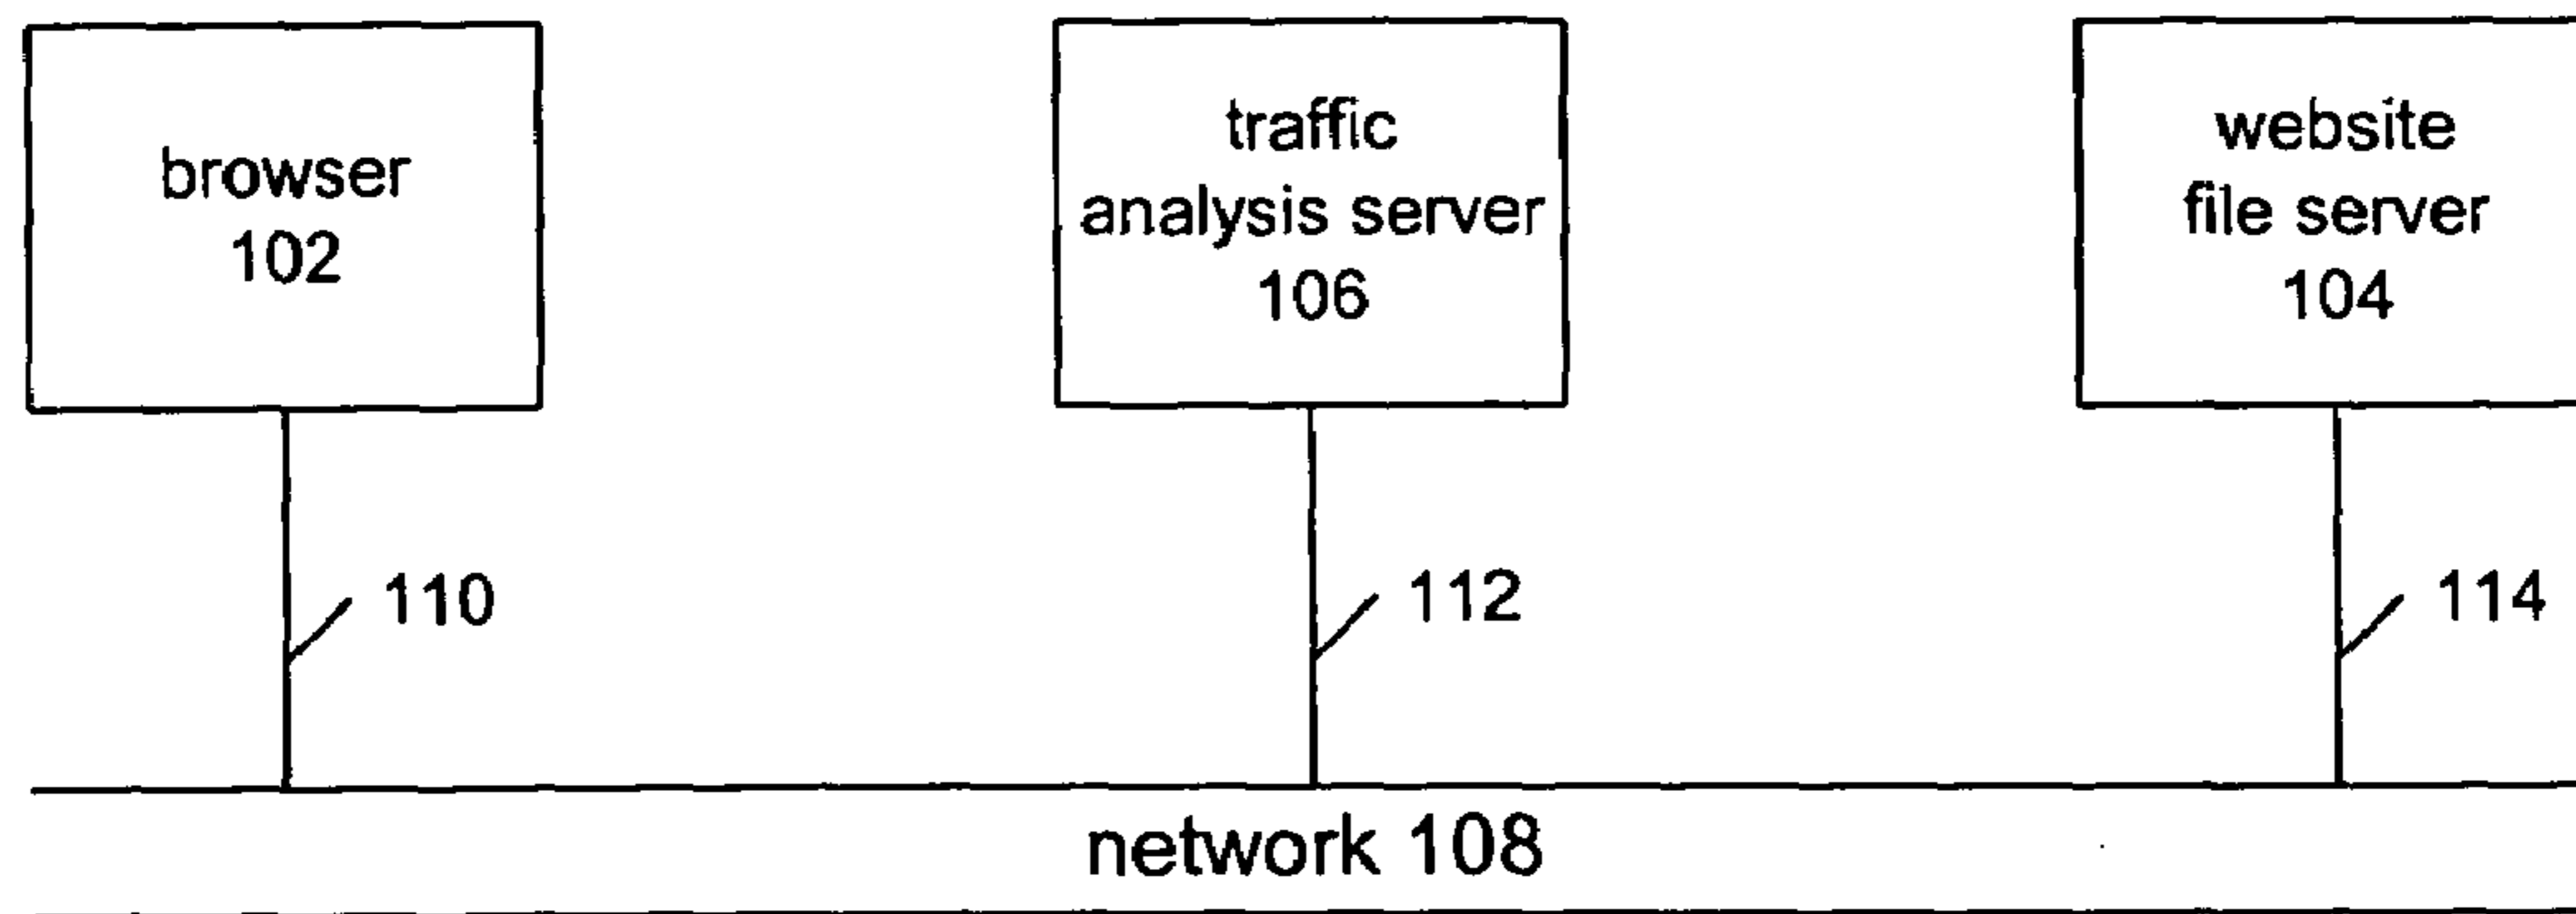 browser
102
traffic
analysis server
106
website
file server
104
110
112
114
network 108